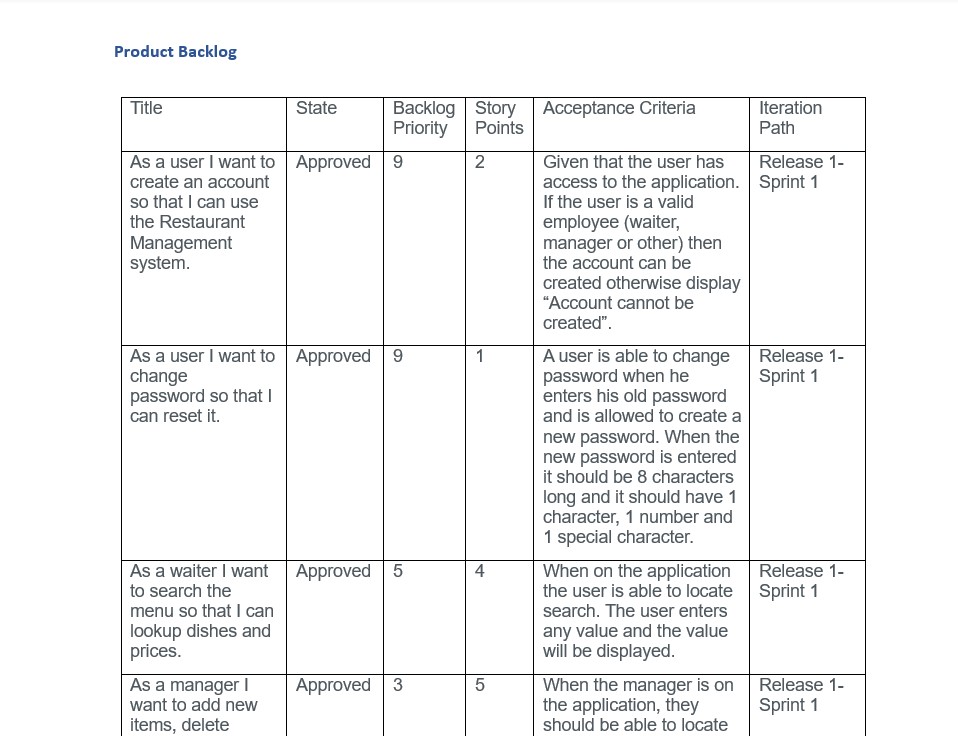 Product Backlog
Title
State
Backlog
Priority
Story
Points
Acceptance Criteria
Iteration
Path
As a user I want to
create an account
so that I can use
the Restaurant
Management
system.
Approved
9
2
Given that the user has
access to the application.
If the user is a valid
employee (waiter,
manager or other) then
the account can be
created otherwise display
“Account cannot be
created”.
Release 1-
Sprint 1
As a user I want to
change
password so that I
can reset it.
Approved
9
1
A user is able to change
password when he
enters his old password
and is allowed to create a
new password. When the
new password is entered
it should be 8 characters
long and it should have 1
character, 1 number and
1 special character.
Release 1-
Sprint 1
As a waiter I want
to search the
menu so that I can
lookup dishes and
prices.
Approved
5
4
When on the application
the user is able to locate
search. The user enters
any value and the value
will be displayed.
Release 1-
Sprint 1
As a manager I
want to add new
items, delete
Approved
3
5
When the manager is on
the application, they
should be able to locate
Release 1-
Sprint 1